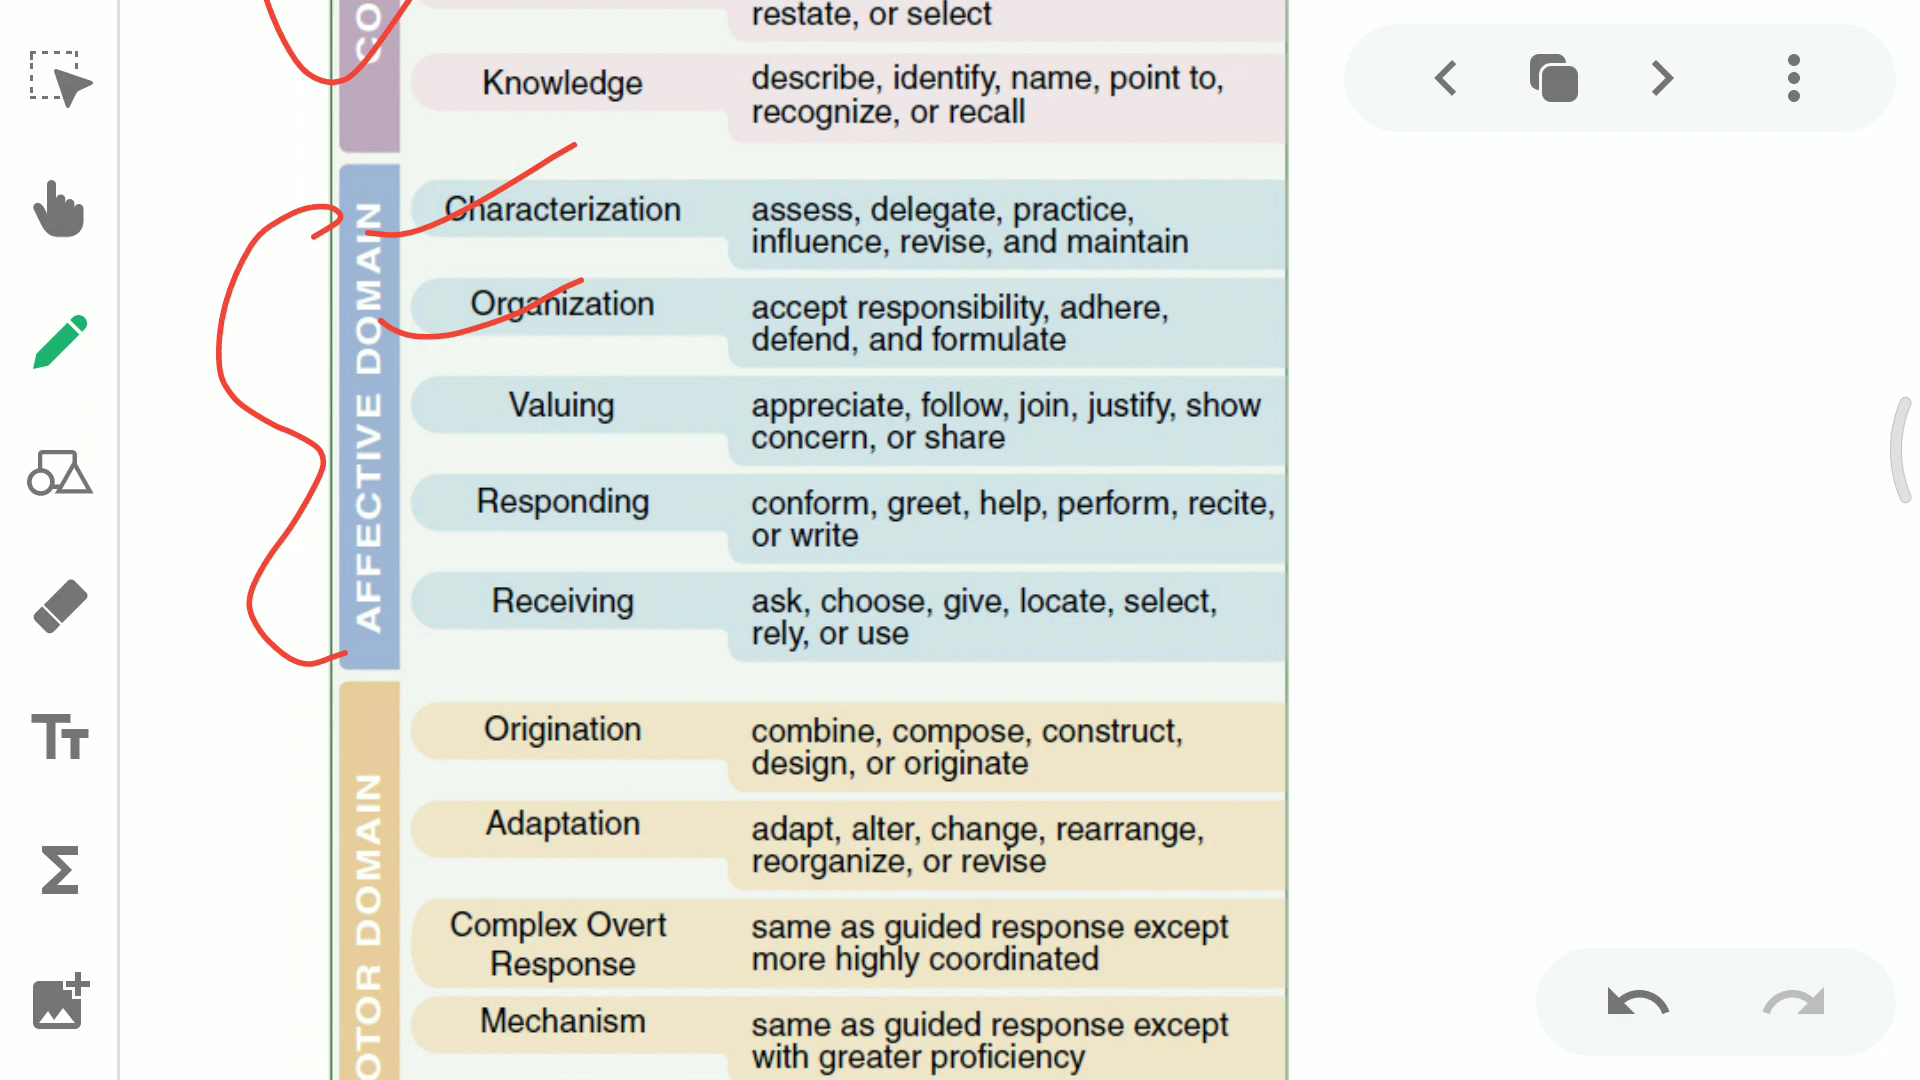 restate, or select
Knowledge
describe, identify, name, point to,
recognize, or recall
AFFECTIVE DOMAIN
Characterization
assess, delegate, practice,
influence, revise, and maintain
Organization
accept responsibility, adhere,
defend, and formulate
Valuing
appreciate, follow, join, justify, show
concern, or share
Responding
conform, greet, help, perform, recite,
or write
Receiving
ask, choose, give, locate, select,
rely, or use
OTOR DOMAIN
Origination
combine, compose, construct,
design, or originate
Adaptation
adapt, alter, change, rearrange,
reorganize, or revise
Complex Overt
Response
same as guided response except
more highly coordinated
Mechanism
same as guided response except
with greater proficiency